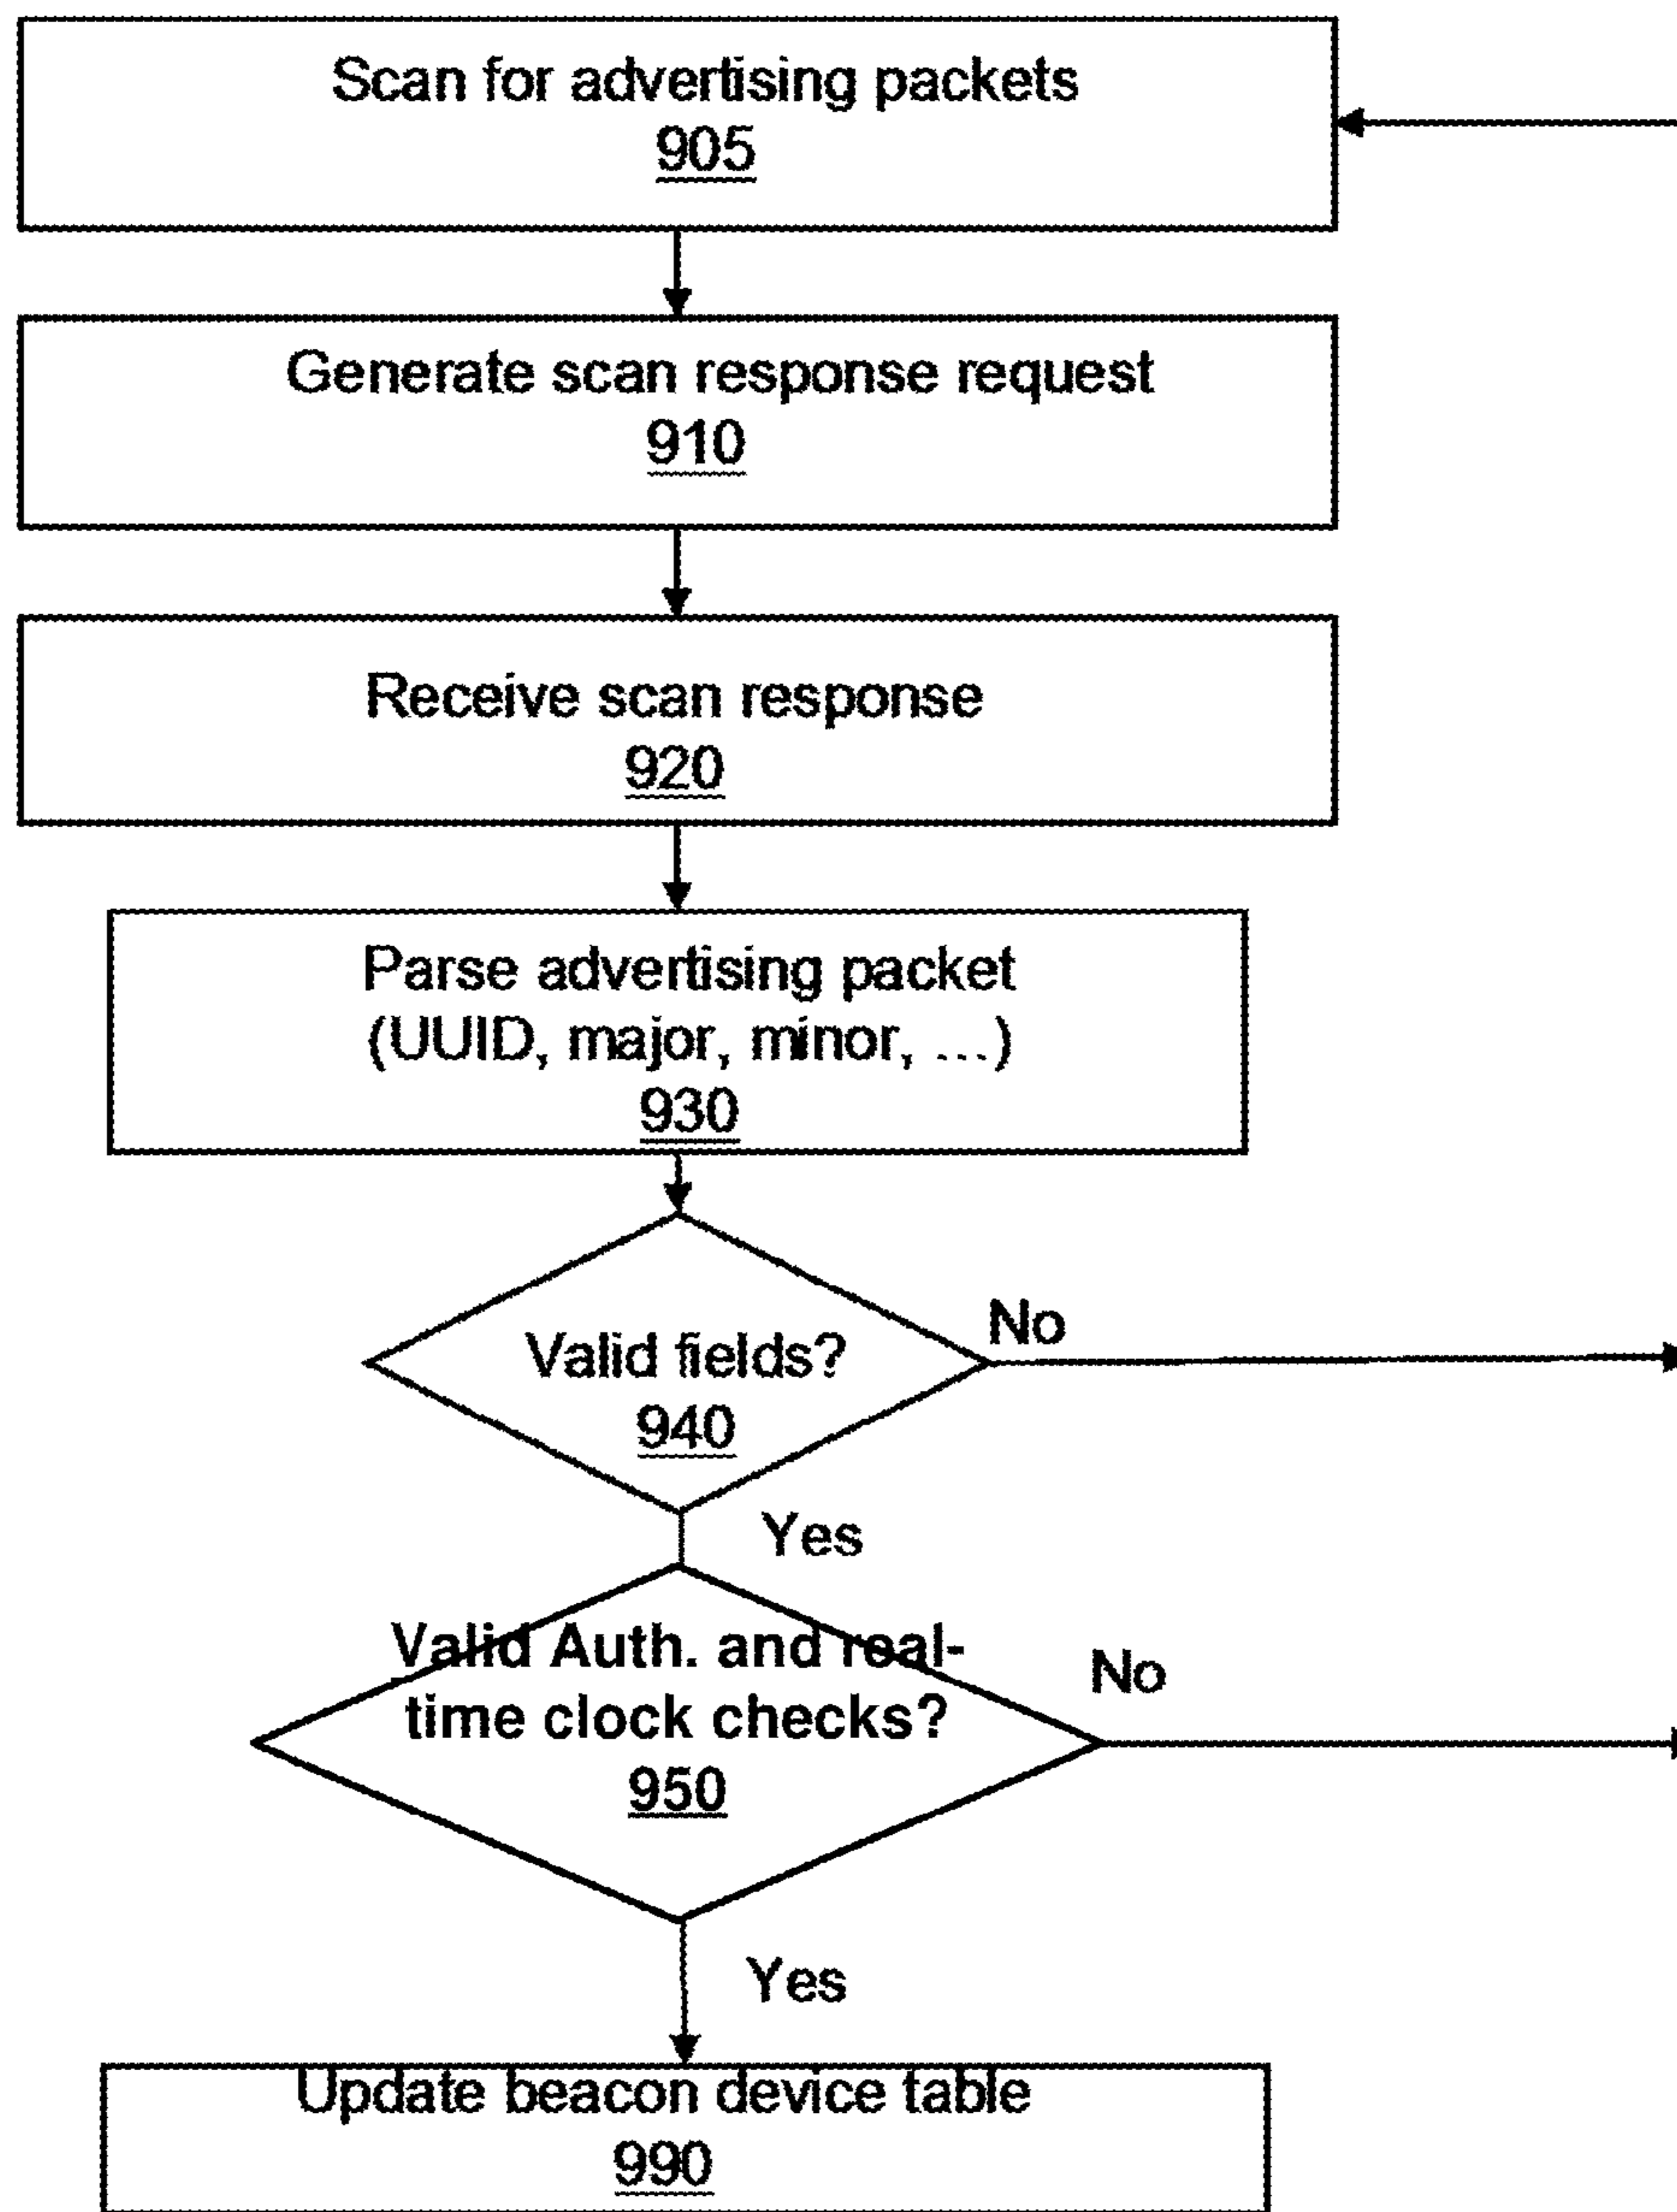 Scan for advertising packets
905
Generate scan response request
910
Receive scan response
920
Parse advertising packet
(UUID, major, minor, ...)
930
Valid fields?
940
No
Yes
Valid Auth. and real-
time clock checks?
950
No
Yes
Update beacon device table
990